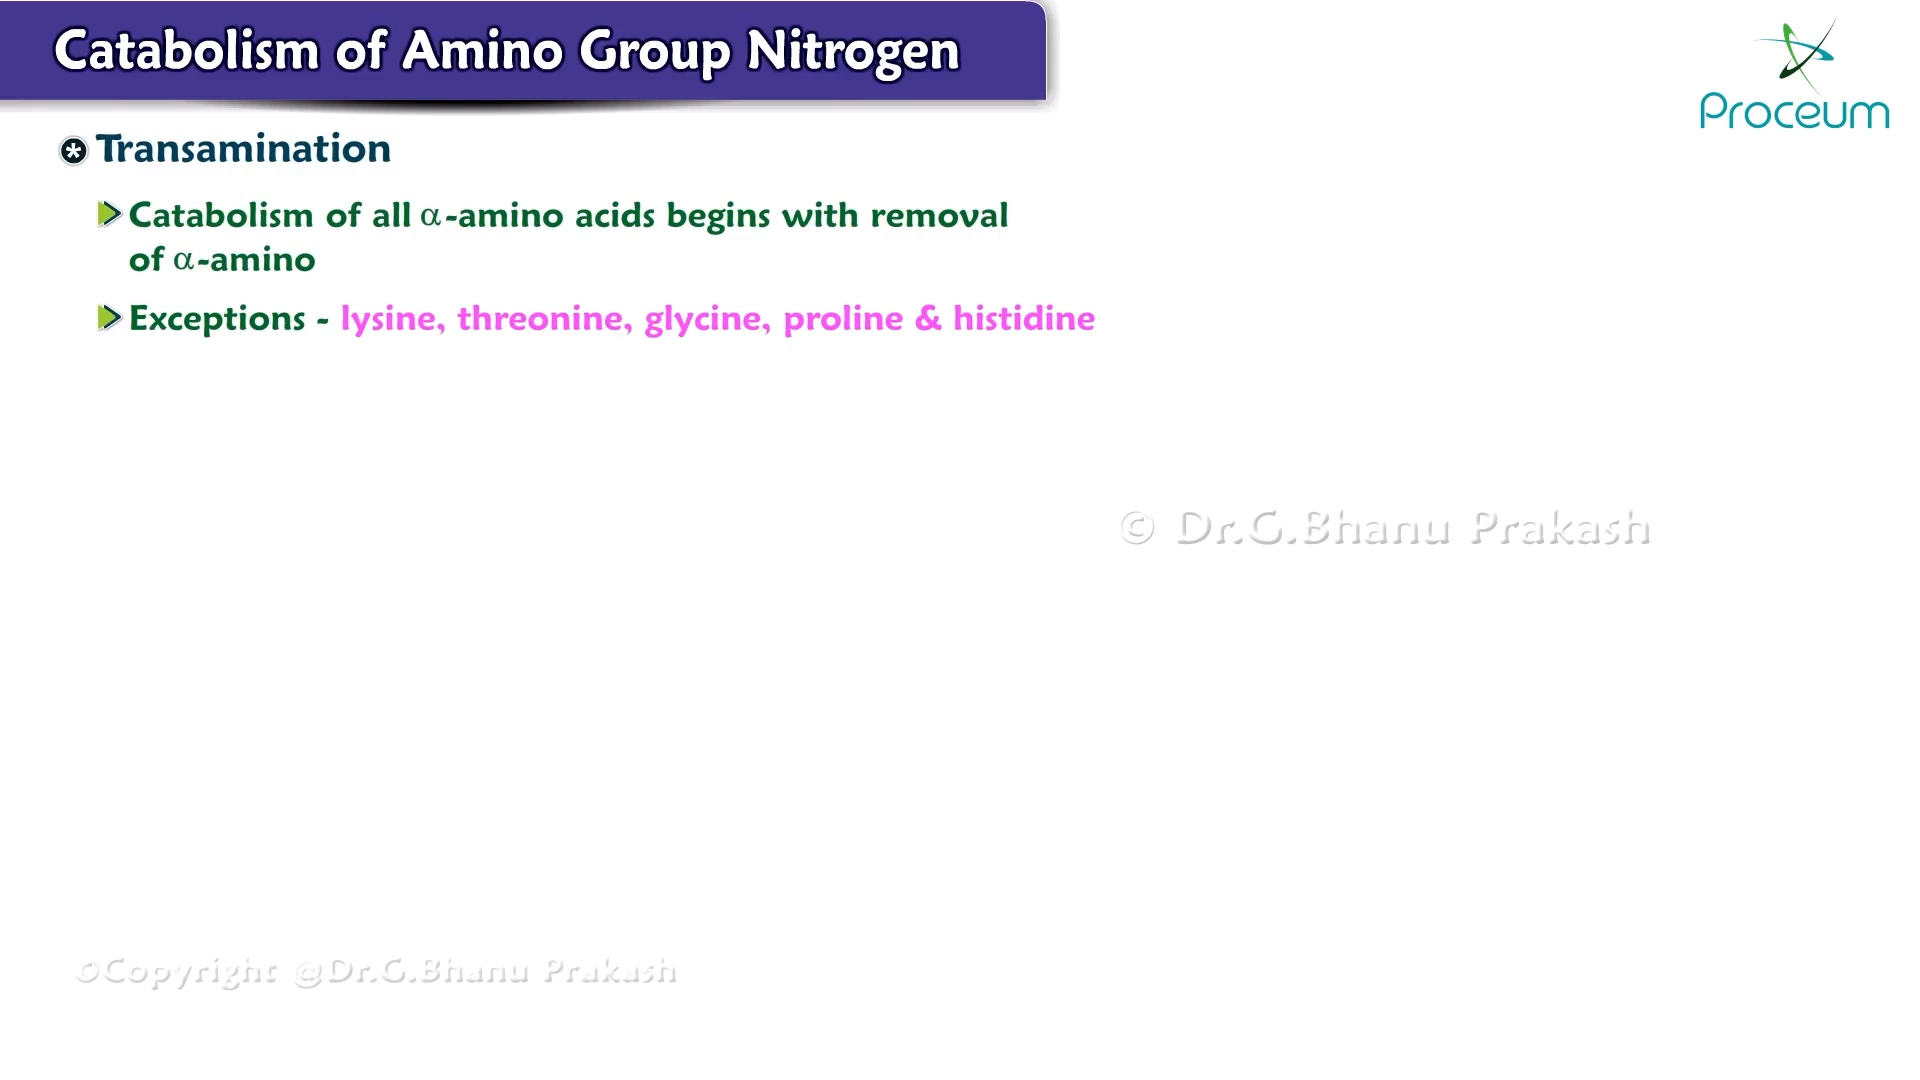 Catabolism of Amino Group Nitrogen
Proceum
Transamination
Catabolism of all α-amino acids begins with removal
of α-amino
Exceptions - lysine, threonine, glycine, proline & histidine
© Dr.G.Bhanu Prakash
©Copyright @Dr.G.Bhanu Prakash